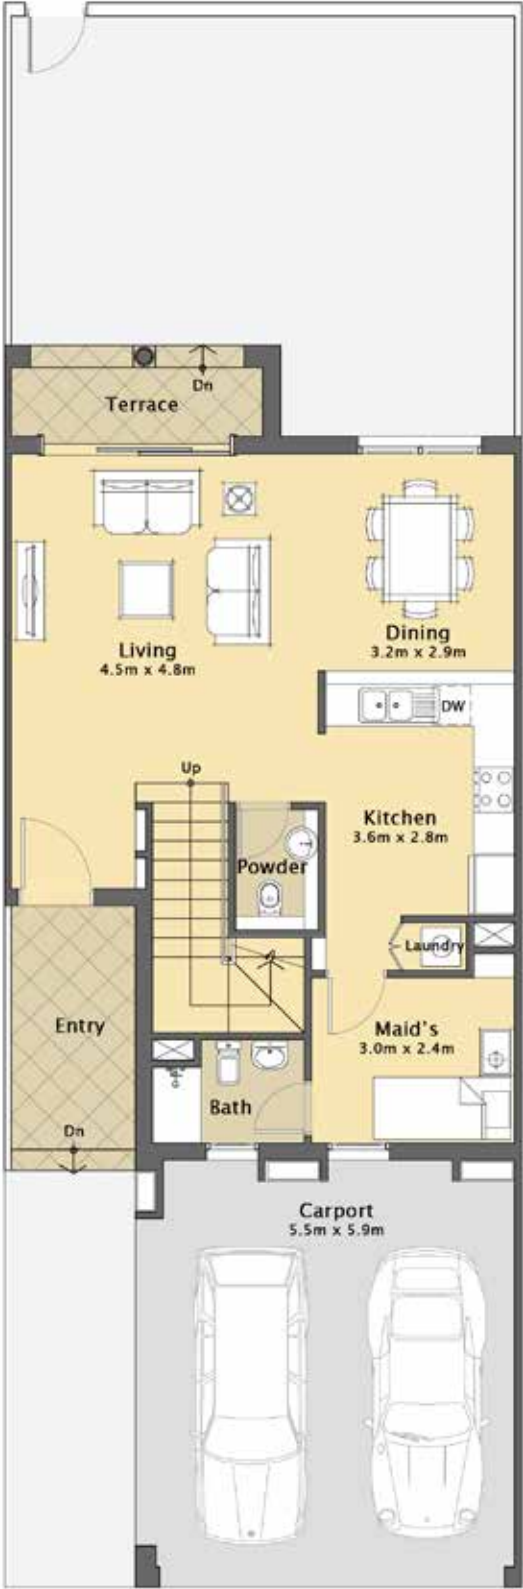 Dn
Terrace
Living
4.5m x 4.8m
Dining
3.2m x 2.9m
DW
Up
Kitchen
3.6m x 2.8m
Powder
Laundry
Entry
Maid's
3.0m x 2.4m
Bath
Dn
Carport
5.5m x 5.9m